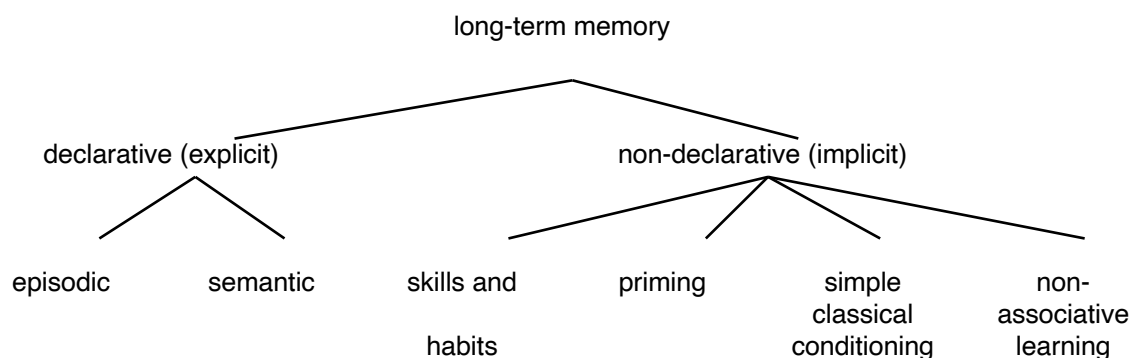 long-term memory
declarative (explicit)
non-declarative (implicit)
episodic
semantic
skills and
habits
priming
simple
classical
conditioning
non-
associative
learning